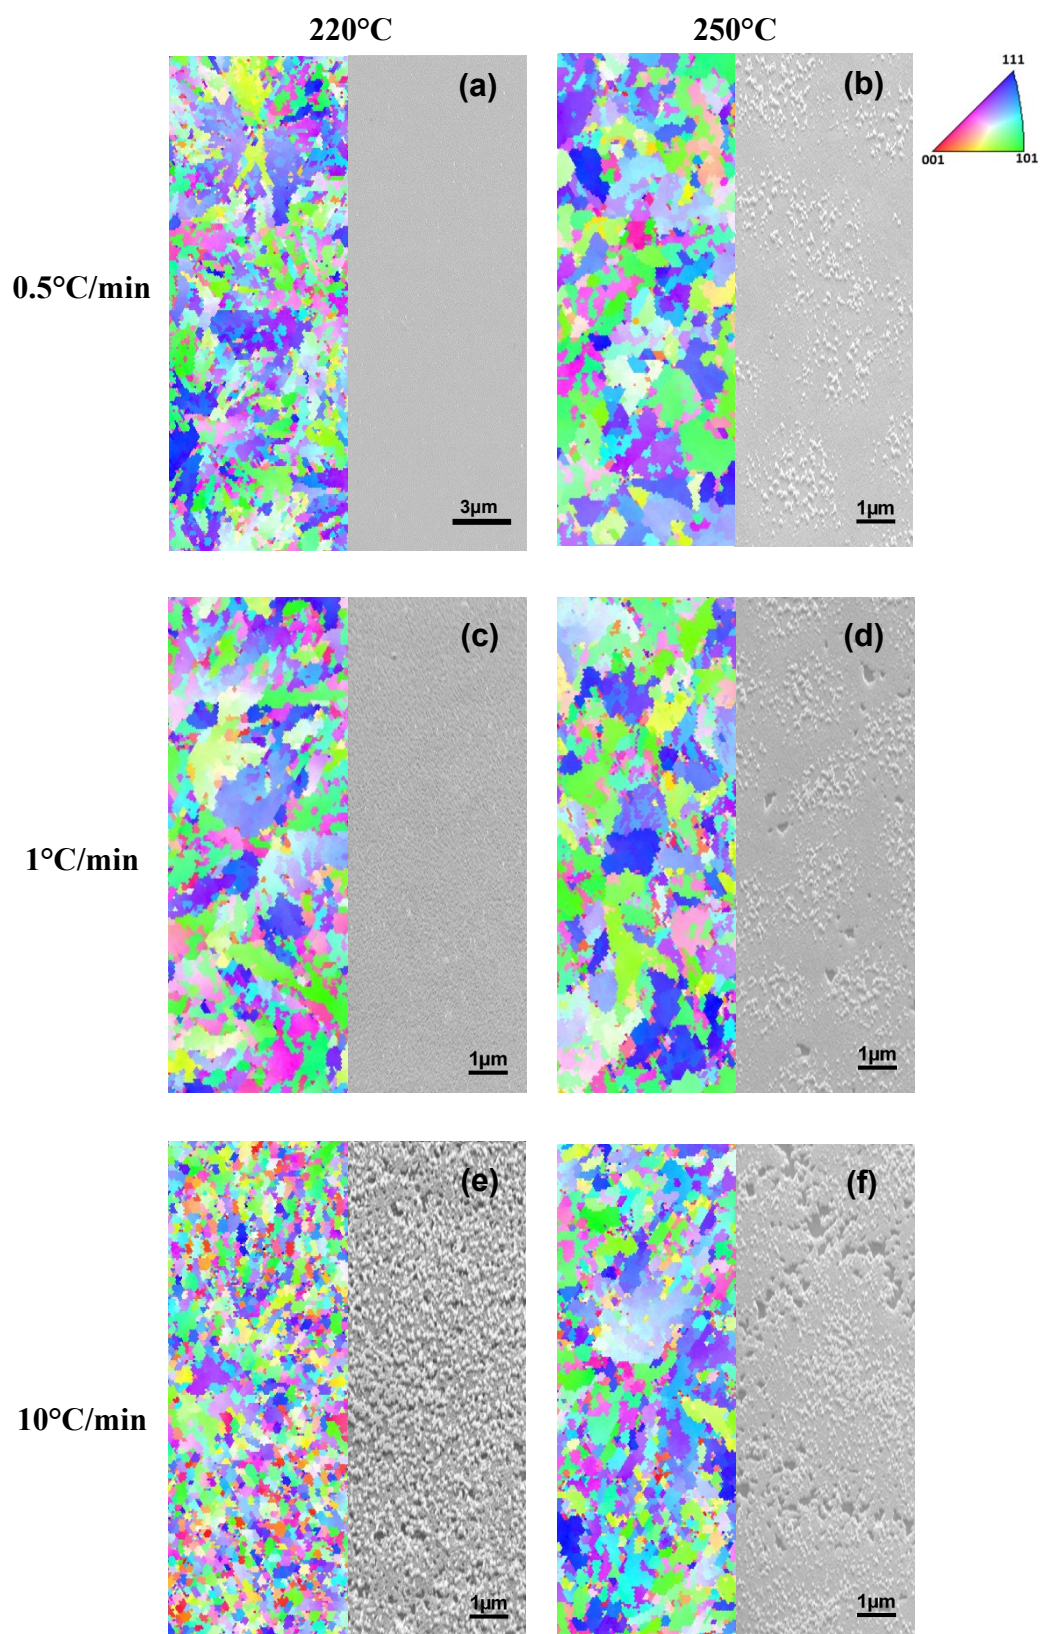 220°C 250°C
(a) (b)
111
001 101
0.5°C/min
3µm 1µm
(c) (d)
1°C/min
1µm 1µm
(e) (f)
10°C/min
1µm 1µm